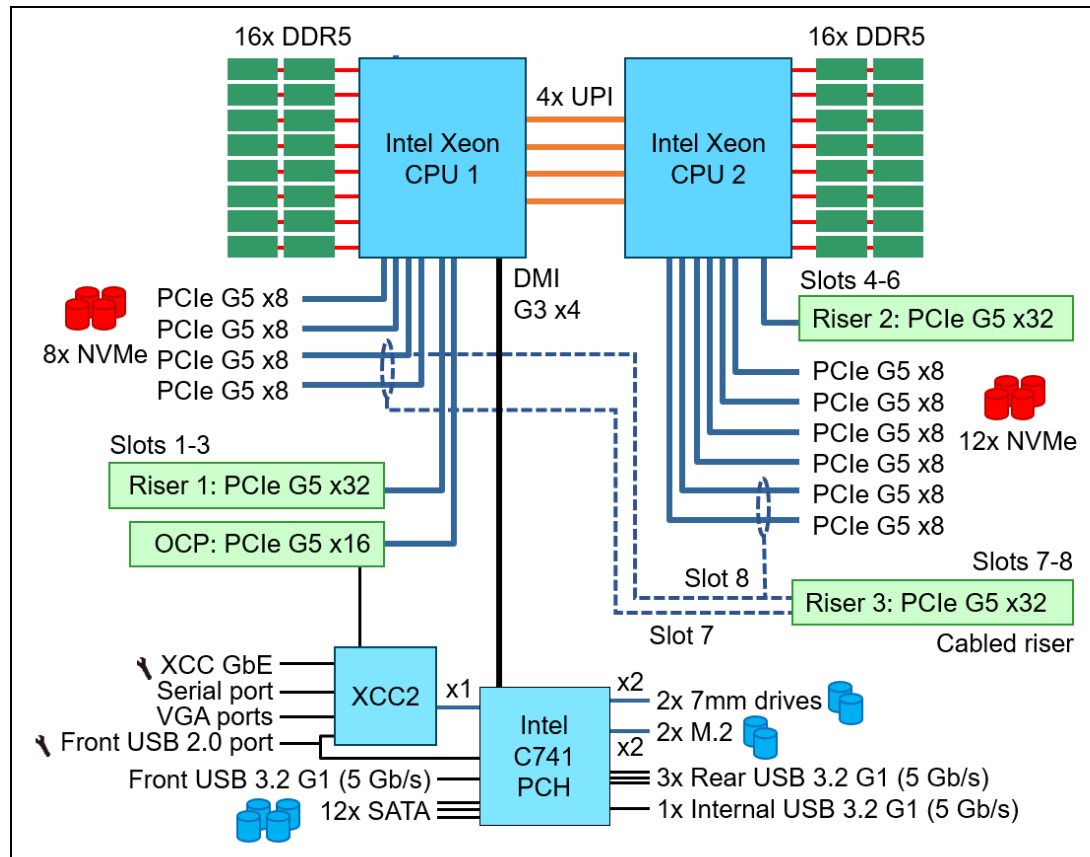 16x DDR5
16x DDR5
4x UPI
Intel Xeon
CPU 1
Intel Xeon
CPU 2
DMI
G3 x4
PCIe G5 x8
PCIe G5 x8
PCIe G5 x8
PCIe G5 x8
8x NVMe
Slots 4-6
Riser 2: PCIe G5 x32
PCIe G5 x8
PCIe G5 x8
PCIe G5 x8
PCIe G5 x8
PCIe G5 x8
PCIe G5 x8
12x NVMe
Slots 1-3
Riser 1: PCIe G5 x32
OCP: PCIe G5 x16
Slot 8
Slot 7
Slots 7-8
Riser 3: PCIe G5 x32
Cabled riser
XCC GbE
Serial port
VGA ports
Front USB 2.0 port
XCC2
x1
Intel
C741
PCH
x2
2x 7mm drives
2x M.2
x2
Front USB 3.2 G1 (5 Gb/s)
12x SATA
3x Rear USB 3.2 G1 (5 Gb/s)
1x Internal USB 3.2 G1 (5 Gb/s)